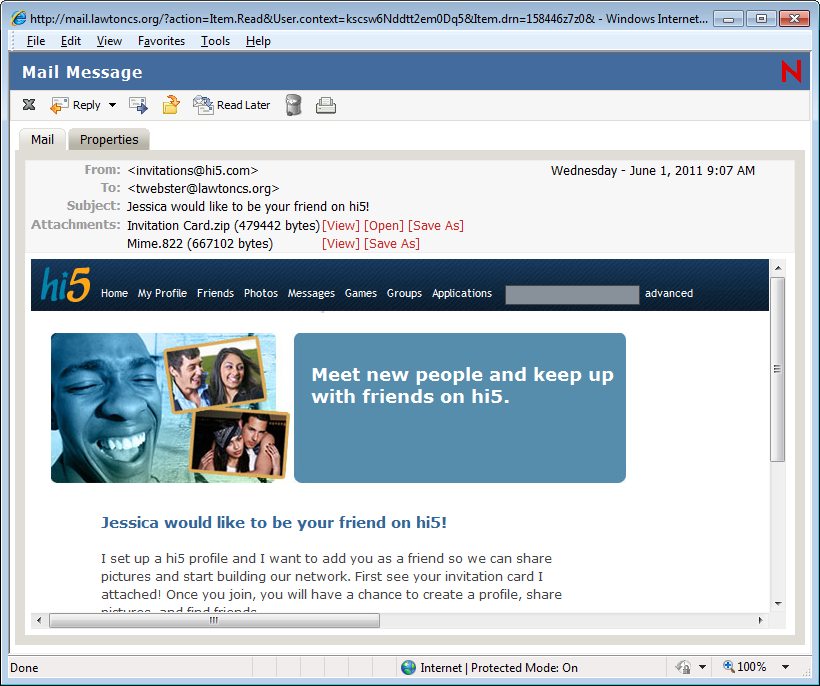 http://mail.lawtoncs.org/?action=Item.Read&User.context=kscsw6Nddtt2em0Dq5&Item.drn=158446z7z0& - Windows Internet...
File Edit View Favorites Tools Help
Mail Message N
Reply Read Later
Mail Properties
From: <invitations@hi5.com> Wednesday - June 1, 2011 9:07 AM
To: <twebster@lawtoncs.org>
Subject: Jessica would like to be your friend on hi5!
Attachments: Invitation Card.zip (479442 bytes) [View] [Open] [Save As]
Mime.822 (667102 bytes) [View] [Save As]
hi5 Home My Profile Friends Photos Messages Games Groups Applications advanced
Meet new people and keep up
with friends on hi5.
Jessica would like to be your friend on hi5!
I set up a hi5 profile and I want to add you as a friend so we can share
pictures and start building our network. First see your invitation card I
attached! Once you join, you will have a chance to create a profile, share
pictures, and find friends.
Done Internet | Protected Mode: On 100%